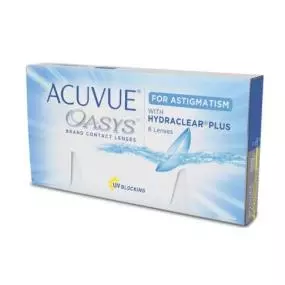 ACUVUE®
OASYS®
BRAND CONTACT LENSES
FOR ASTIGMATISM
WITH
HYDRACLEAR® PLUS
6 Lenses
UV BLOCKING